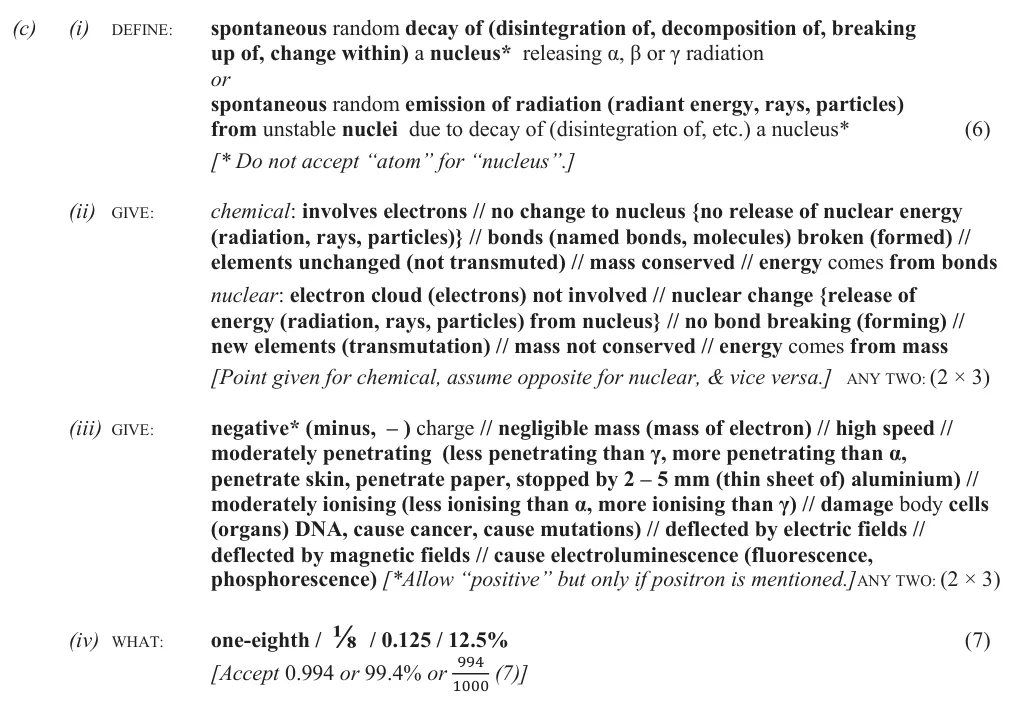 (c) (i) DEFINE: spontaneous random decay of (disintegration of, decomposition of, breaking
up of, change within) a nucleus* releasing α, β or γ radiation
or
spontaneous random emission of radiation (radiant energy, rays, particles)
from unstable nuclei due to decay of (disintegration of, etc.) a nucleus* (6)
[* Do not accept “atom” for “nucleus”.]
(ii) GIVE: chemical: involves electrons // no change to nucleus {no release of nuclear energy
(radiation, rays, particles)} // bonds (named bonds, molecules) broken (formed) //
elements unchanged (not transmuted) // mass conserved // energy comes from bonds
nuclear: electron cloud (electrons) not involved // nuclear change {release of
energy (radiation, rays, particles) from nucleus} // no bond breaking (forming) //
new elements (transmutation) // mass not conserved // energy comes from mass
[Point given for chemical, assume opposite for nuclear, & vice versa.] ANY TWO: (2 × 3)
(iii) GIVE: negative* (minus, – ) charge // negligible mass (mass of electron) // high speed //
moderately penetrating (less penetrating than γ, more penetrating than α,
penetrate skin, penetrate paper, stopped by 2 – 5 mm (thin sheet of) aluminium) //
moderately ionising (less ionising than α, more ionising than γ) // damage body cells
(organs) DNA, cause cancer, cause mutations) // deflected by electric fields //
deflected by magnetic fields // cause electroluminescence (fluorescence,
phosphorescence) [*Allow “positive” but only if positron is mentioned.]ANY TWO: (2 × 3)
(iv) WHAT: one-eighth / ⅛ / 0.125 / 12.5% (7)
[Accept 0.994 or 99.4% or 994/1000 (7)]